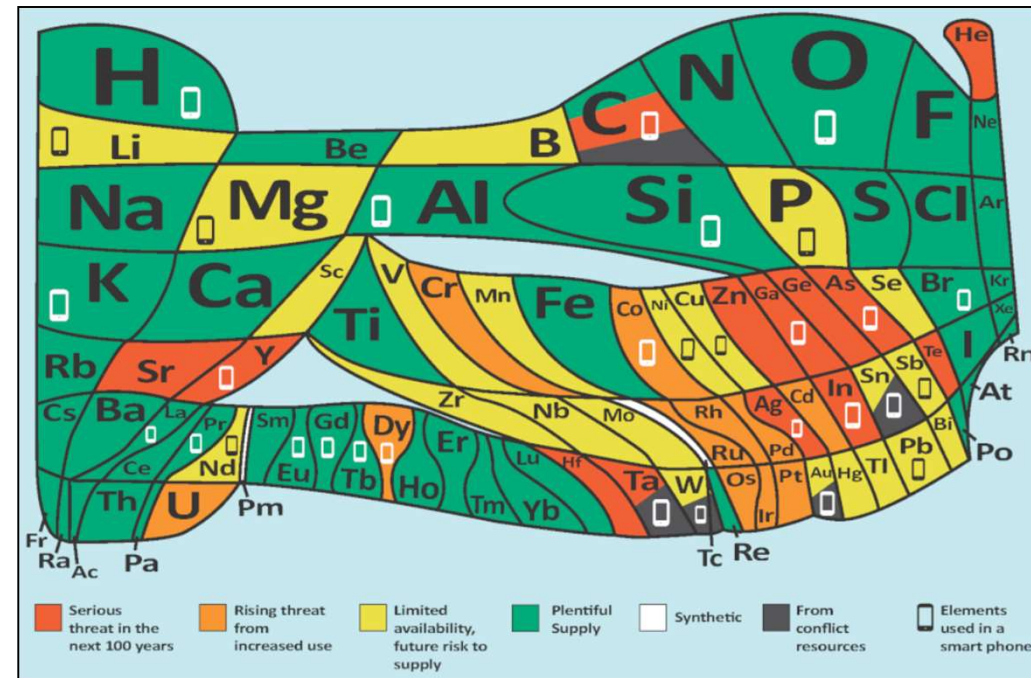 H He
Li Be B C N O F Ne
Na Mg Al Si P S Cl Ar
K Ca Sc Ti V Cr Mn Fe Co Ni Cu Zn Ga Ge As Se Br Kr
Rb Sr Y Zr Nb Mo Tc Ru Rh Pd Ag Cd In Sn Sb Te I Xe
Cs Ba La Ce Pr Nd Pm Sm Eu Gd Tb Dy Ho Er Tm Yb Lu Hf Ta W Re Os Ir Pt Au Hg Tl Pb Bi Po At Rn
Fr Ra Ac Th Pa U
Serious
threat in the
next 100 years
Rising threat
from
increased use
Limited
availability,
future risk to
supply
Plentiful
Supply
Synthetic
From
conflict
resources
Elements
used in a
smart phone